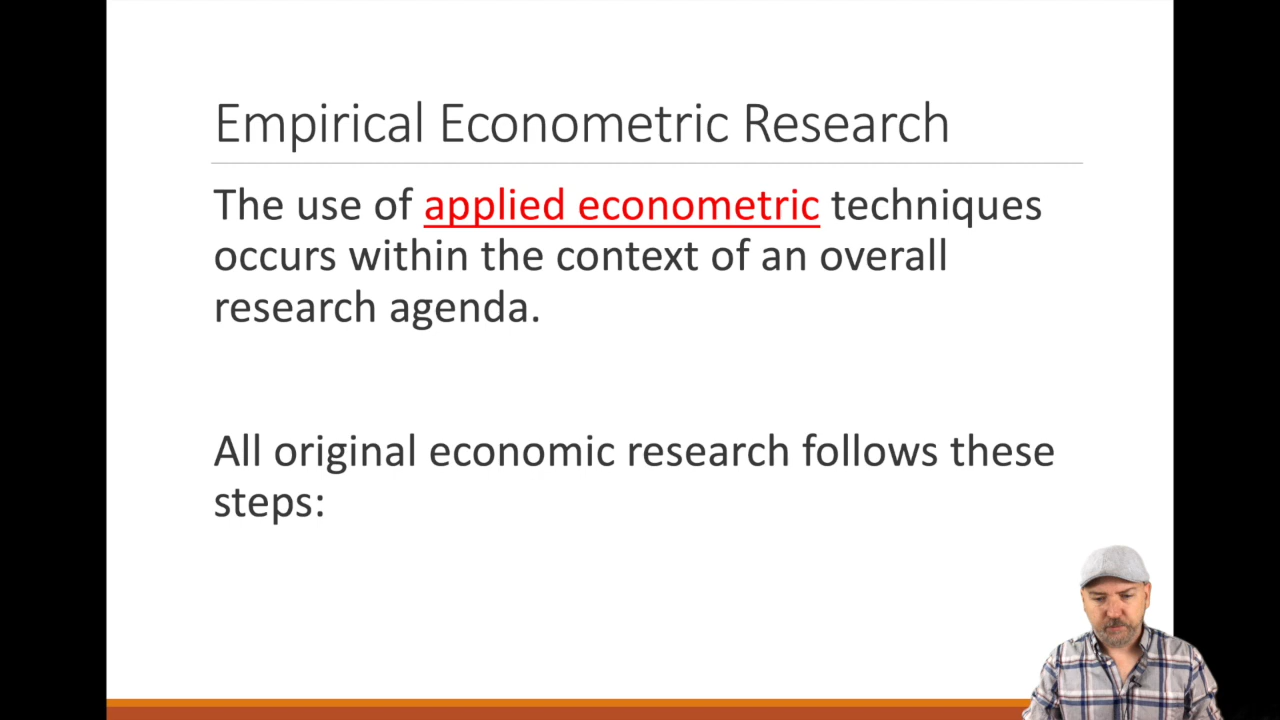 Empirical Econometric Research
The use of applied econometric techniques
occurs within the context of an overall
research agenda.
All original economic research follows these
steps: